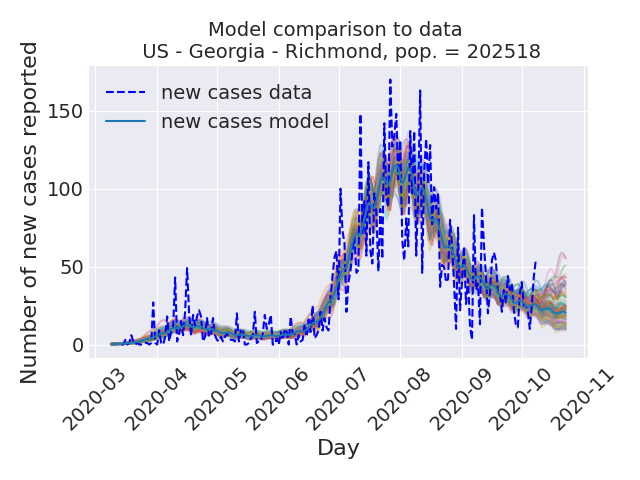 Model comparison to data
US - Georgia - Richmond, pop. = 202518
Number of new cases reported
150
100
50
0
new cases data
new cases model
2020-03
2020-04
2020-05
2020-06
2020-07
2020-08
2020-09
2020-10
2020-11
Day